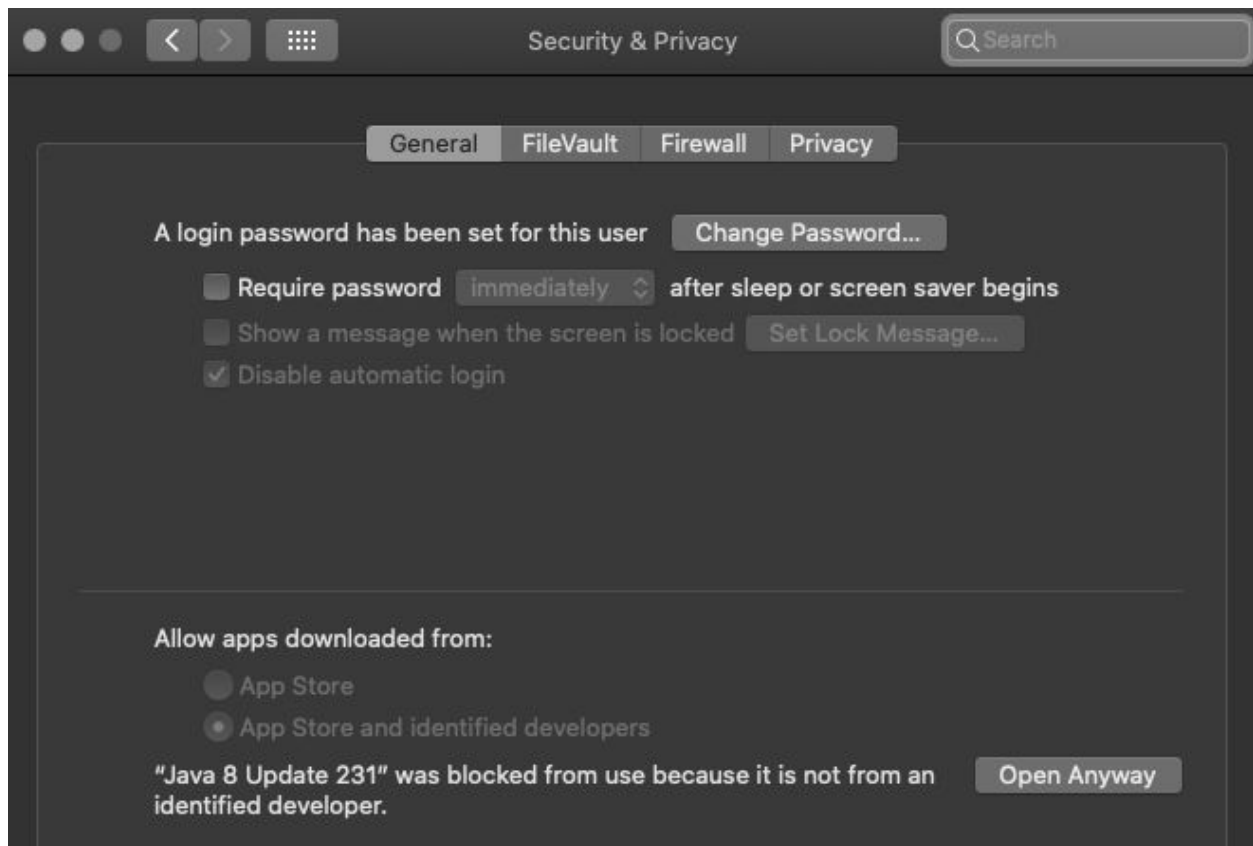 Security & Privacy
Search
General FileVault Firewall Privacy
A login password has been set for this user Change Password...
Require password immediately after sleep or screen saver begins
Show a message when the screen is locked Set Lock Message...
Disable automatic login
Allow apps downloaded from:
App Store
App Store and identified developers
“Java 8 Update 231” was blocked from use because it is not from an Open Anyway
identified developer.